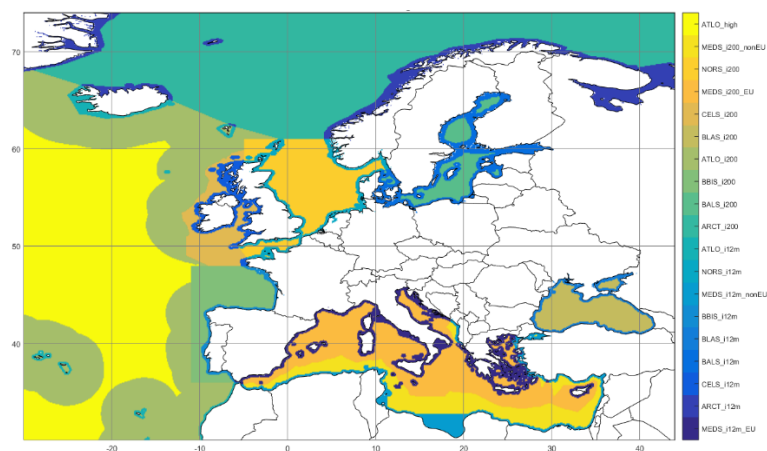 70
60
50
40
-20
-10
0
10
20
30
40
ATLO_high
MEDS_i200_nonEU
NORS_i200
MEDS_i200_EU
CELS_i200
BLAS_i200
ATLO_i200
BBIS_i200
BALS_i200
ARCT_i200
ATLO_i12m
NORS_i12m
MEDS_i12m_nonEU
BBIS_i12m
BLAS_i12m
BALS_i12m
CELS_i12m
ARCT_i12m
MEDS_i12m_EU